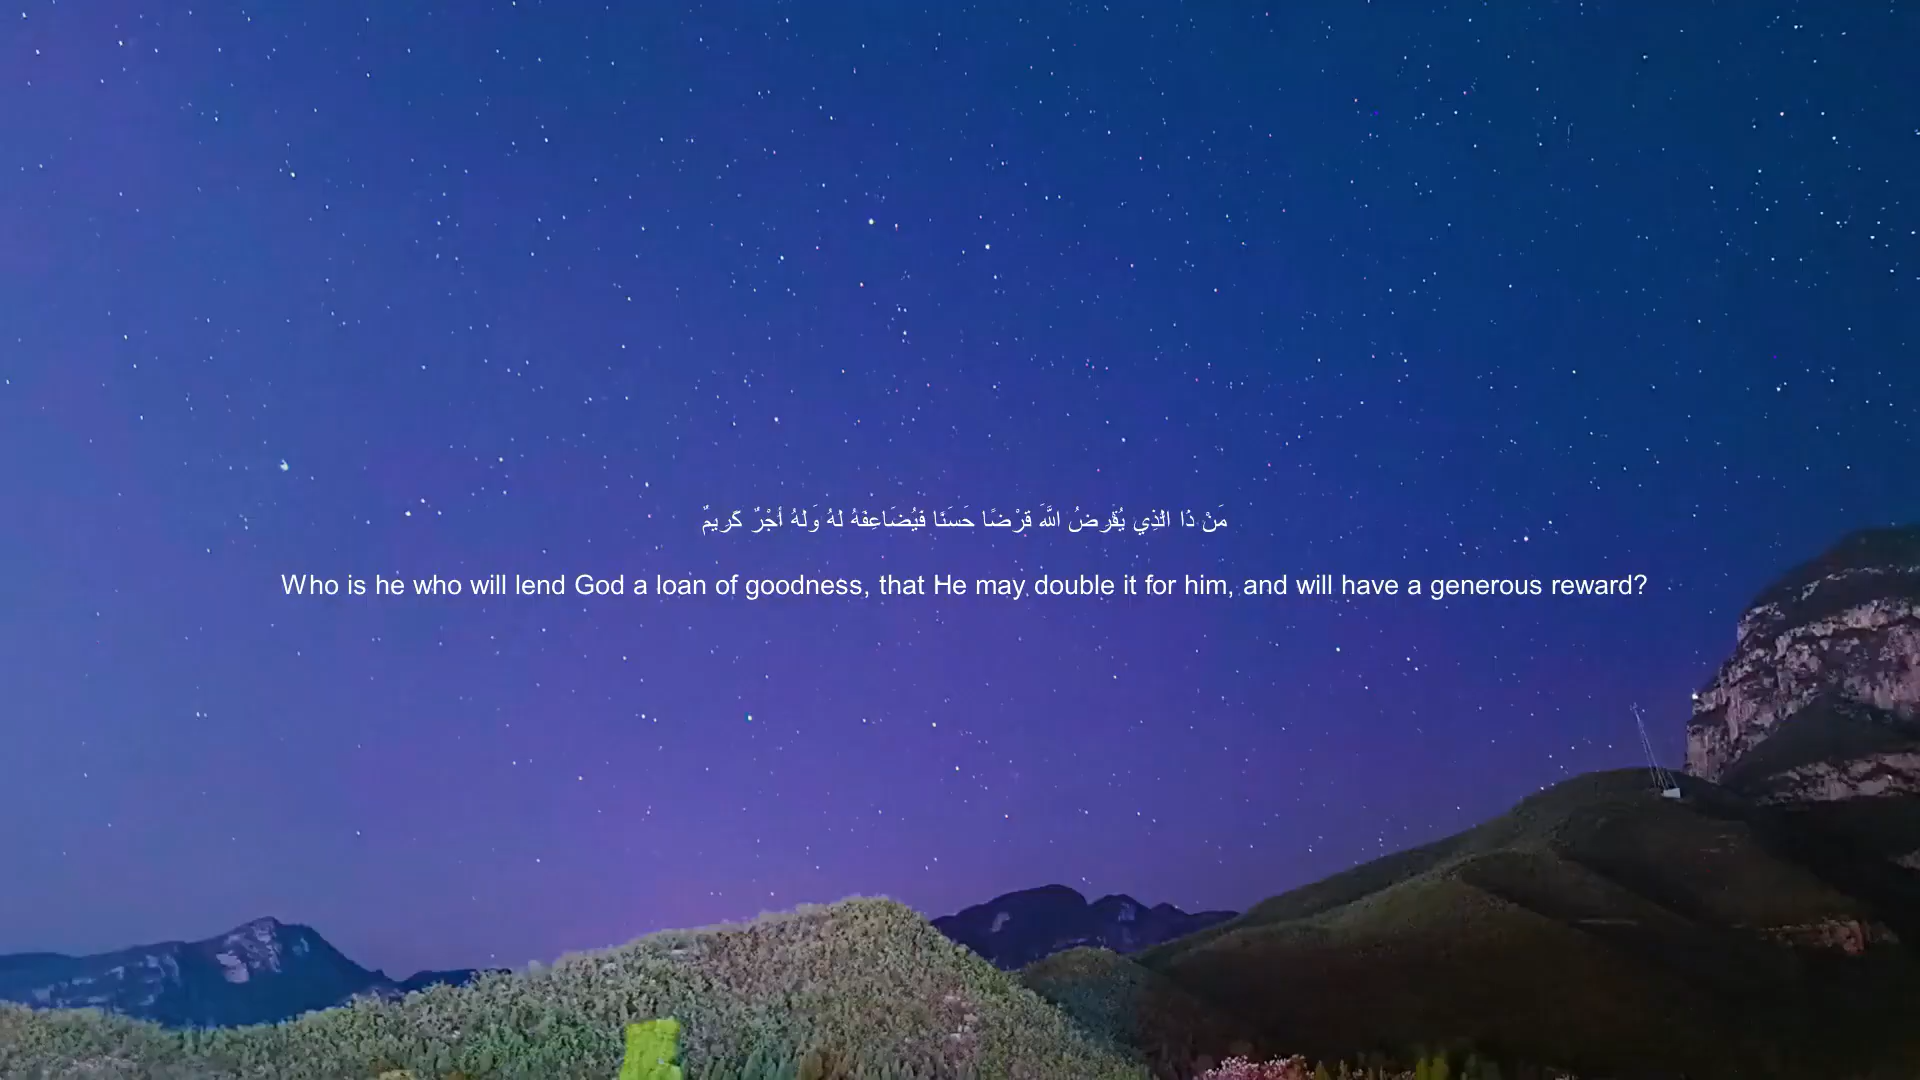 مَنْ ذَا الَّذِي يُقْرِضُ اللَّهَ قَرْضًا حَسَنًا فَيُضَاعِفَهُ لَهُ وَلَهُ أَجْرٌ كَرِيمٌ
Who is he who will lend God a loan of goodness, that He may double it for him, and will have a generous reward?